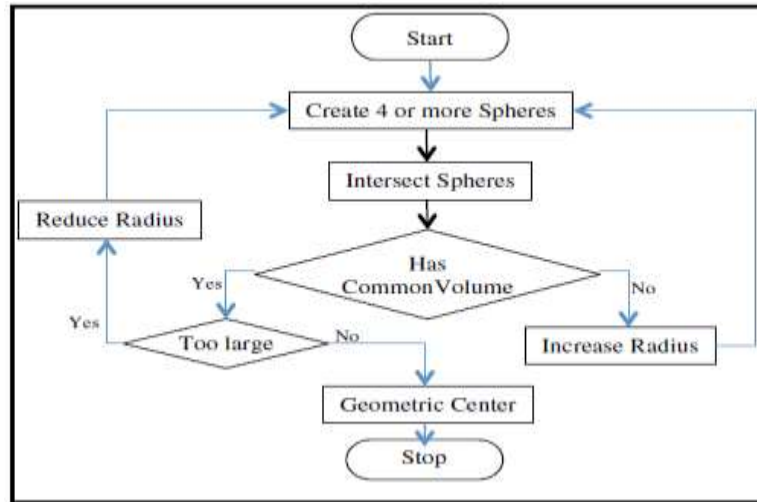 Start
Create 4 or more Spheres
Intersect Spheres
Reduce Radius
Has
CommonVolume
Yes
No
Yes
Too large
No
Increase Radius
Geometric Center
Stop